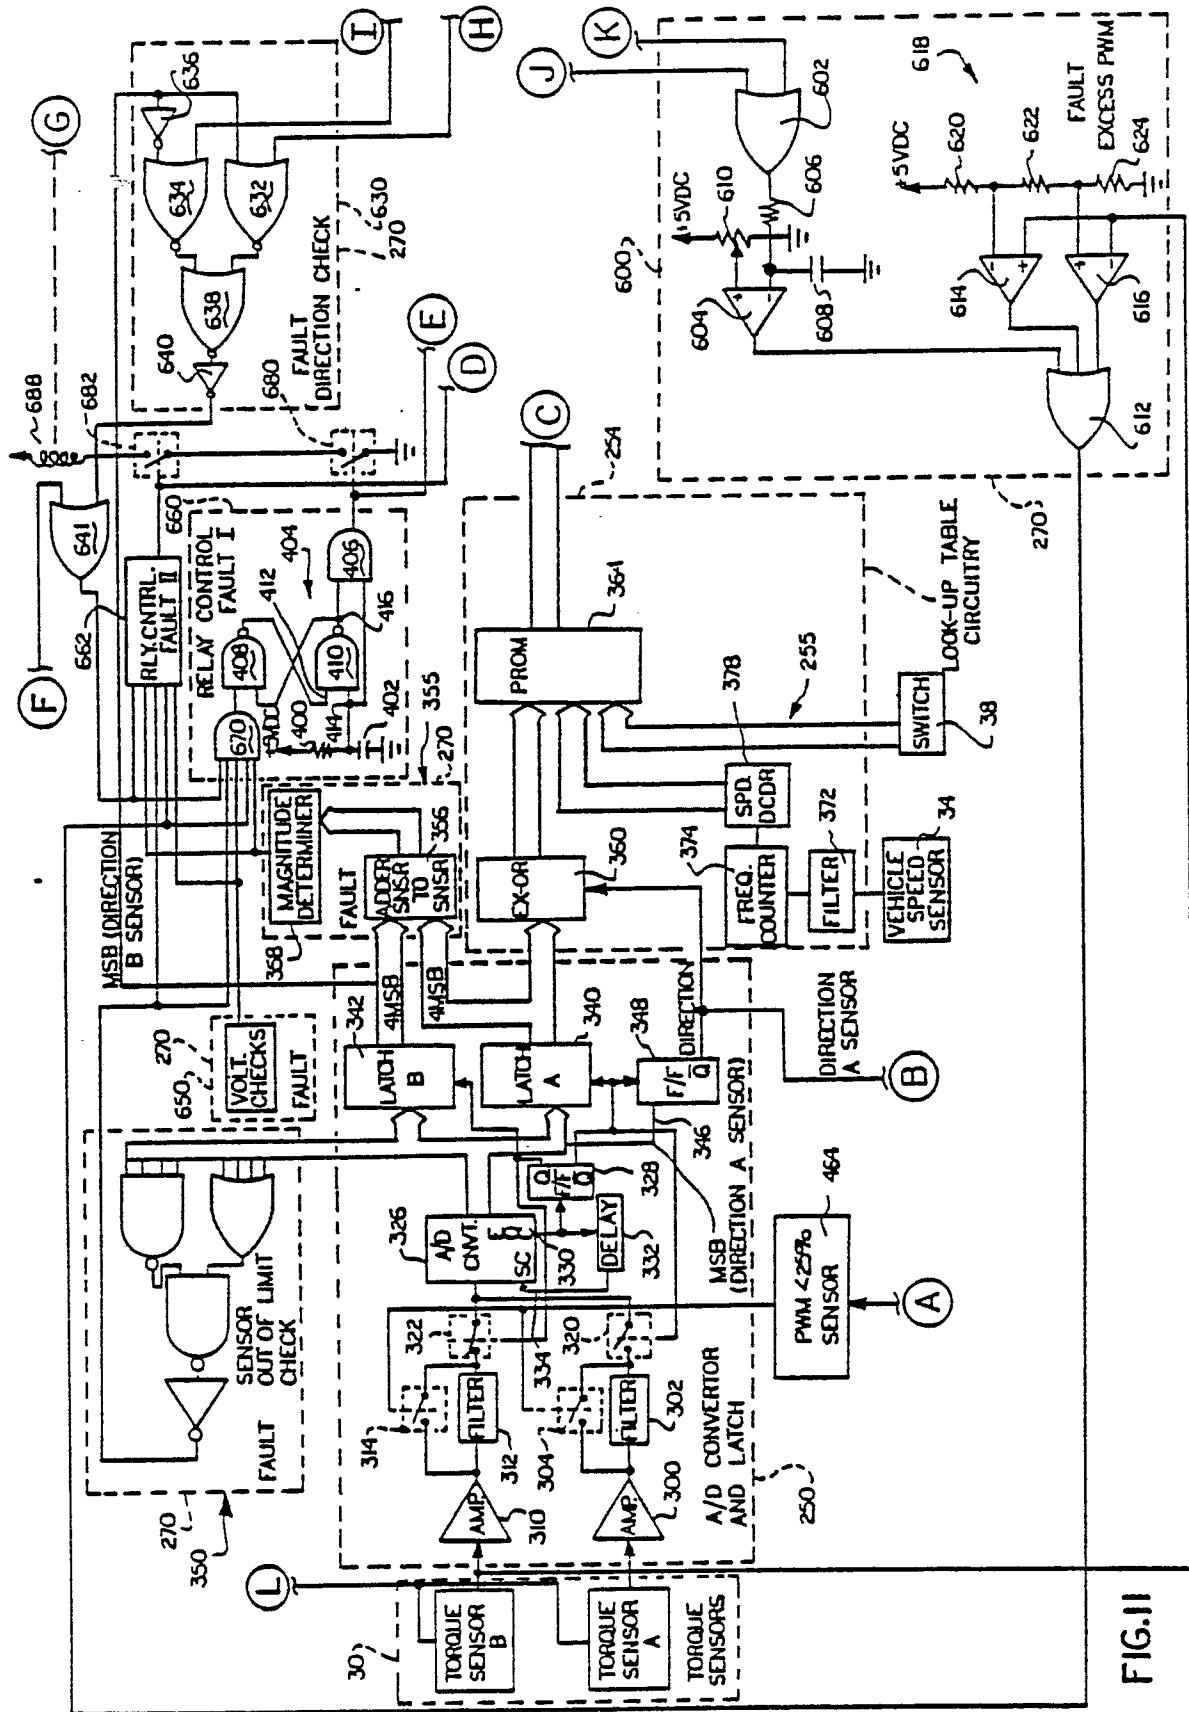 F
G
I
H
688
682
641
662
RLY. CNTRL.
FAULT II
660
636
634
632
638
640
FAULT
DIRECTION CHECK
270
630
680
E
D
J
K
MSB (DIRECTION
B SENSOR)
RELAY CONTROL
FAULT I
670
408
412
404
406
410
416
400
414
402
355
270
MAGNITUDE
DETERMINER
358
FAULT
ADDER
SNSR
TO
SNSR
356
650
270
VOLT.
CHECKS
FAULT
SENSOR
OUT OF LIMIT
CHECK
FAULT
270
350
342
LATCH
B
4MSB
4MSB
LATCH
A
340
348
F/F
Q
DIRECTION
346
326
A/D
CNVT.
SC
330
Q
F/F
Q
328
DELAY
332
MSB
(DIRECTION A SENSOR)
322
320
334
314
304
FILTER
312
FILTER
302
AMP.
310
AMP.
300
A/D CONVERTOR
AND LATCH
250
L
30
TORQUE
SENSOR
B
TORQUE
SENSOR
A
TORQUE
SENSORS
464
PWM <25%
SENSOR
A
DIRECTION
A SENSOR
B
254
C
PROM
364
EX-OR
360
378
SPD.
DCDR
374
FREQ.
COUNTER
372
FILTER
34
VEHICLE
SPEED
SENSOR
255
SWITCH
38
LOOK-UP TABLE
CIRCUITRY
600
+5VDC
610
602
606
604
608
618
+5VDC
620
622
FAULT
EXCESS PWM
624
614
616
612
270
FIG.11